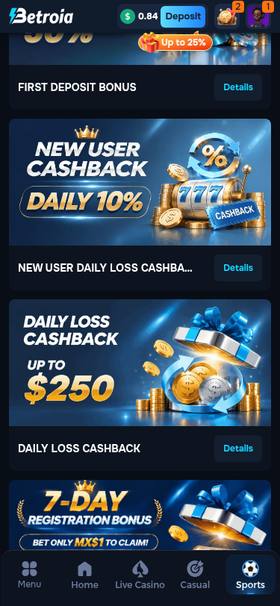 Betroia
$ 0.84 Deposit
2
1
50%
Up to 25%
FIRST DEPOSIT BONUS
Details
NEW USER
CASHBACK
DAILY 10%
%
777
$
CASHBACK
NEW USER DAILY LOSS CASHBA...
Details
DAILY LOSS
CASHBACK
UP TO
$250
DAILY LOSS CASHBACK
Details
7-DAY
REGISTRATION BONUS
BET ONLY MX$1 TO CLAIM!
Menu
Home
Live Casino
Casual
Sports